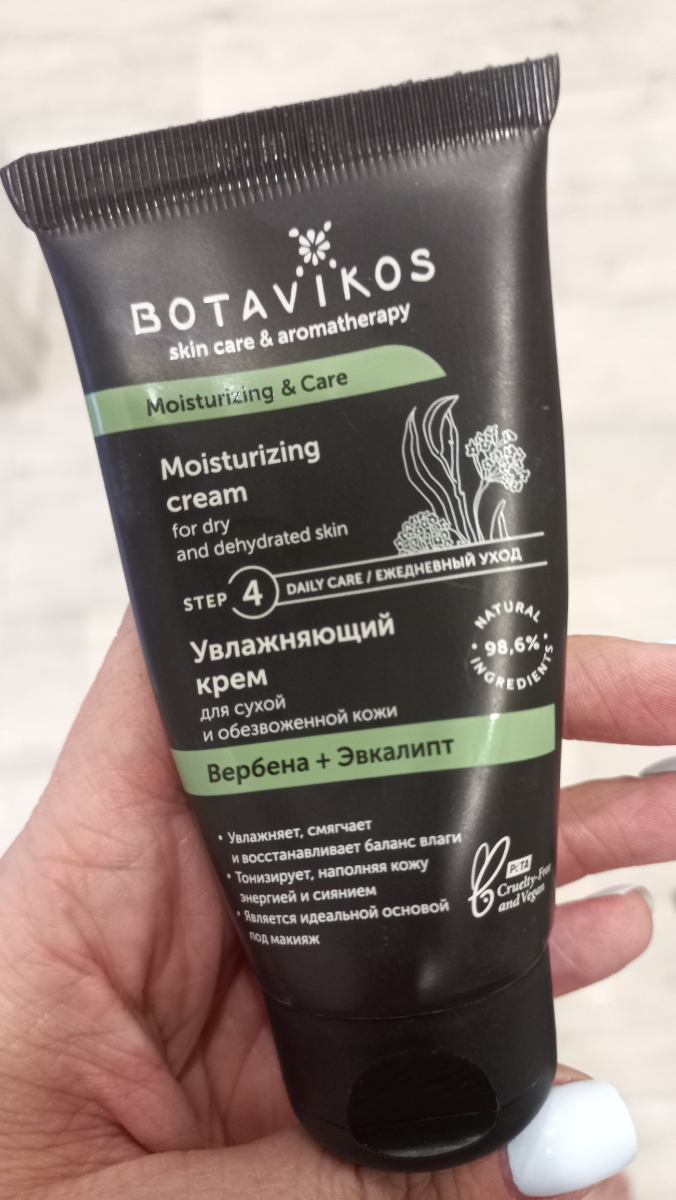 BOTAVIKOS
skin care & aromatherapy
Moisturizing & Care
Moisturizing
cream
for dry
and dehydrated skin
STEP 4 DAILY CARE / ЕЖЕДНЕВНЫЙ УХОД
Увлажняющий
крем
для сухой
и обезвоженной кожи
NATURAL
98,6%
INGREDIENTS
Вербена + Эвкалипт
• Увлажняет, смягчает
и восстанавливает баланс влаги
• Тонизирует, наполняя кожу
энергией и сиянием
• Является идеальной основой
под макияж
PETA
Cruelty-Free
and Vegan